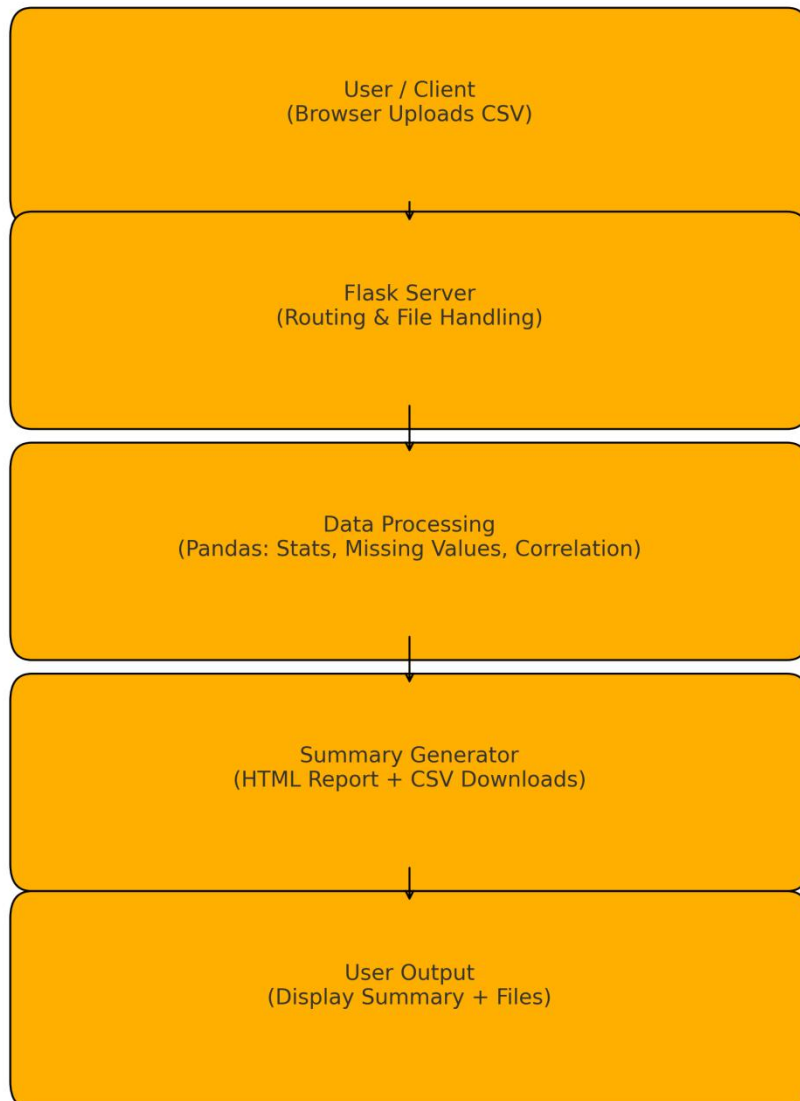 User / Client
(Browser Uploads CSV)
Flask Server
(Routing & File Handling)
Data Processing
(Pandas: Stats, Missing Values, Correlation)
Summary Generator
(HTML Report + CSV Downloads)
User Output
(Display Summary + Files)